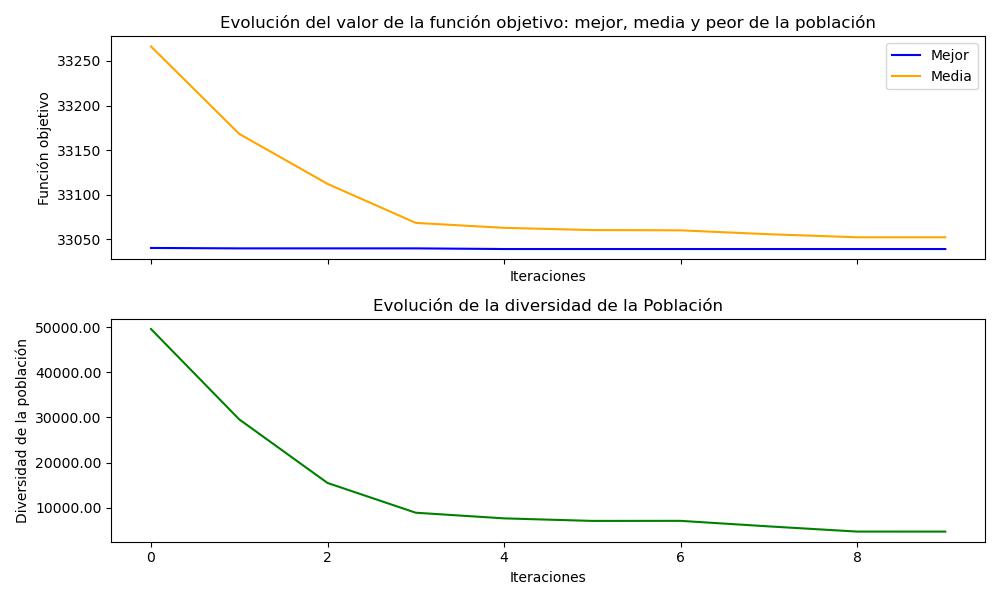 Evolución del valor de la función objetivo: mejor, media y peor de la población
Función objetivo
33250
33200
33150
33100
33050
Mejor
Media
Iteraciones
Evolución de la diversidad de la Población
Diversidad de la población
50000.00
40000.00
30000.00
20000.00
10000.00
0 2 4 6 8
Iteraciones